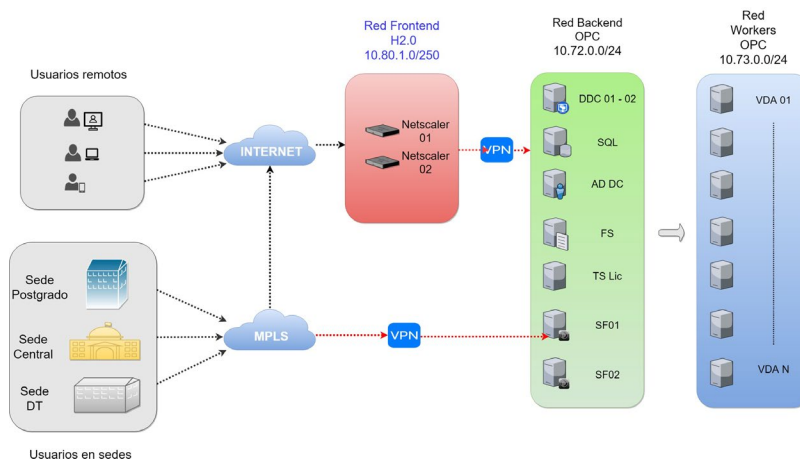 Usuarios remotos
INTERNET
Red Frontend
H2.0
10.80.1.0/250
Netscaler
01
Netscaler
02
VPN
Red Backend
OPC
10.72.0.0/24
DDC 01 - 02
SQL
AD DC
FS
TS Lic
SF01
SF02
Red
Workers
OPC
10.73.0.0/24
VDA 01
VDA N
Sede
Postgrado
Sede
Central
Sede
DT
MPLS
VPN
Usuarios en sedes